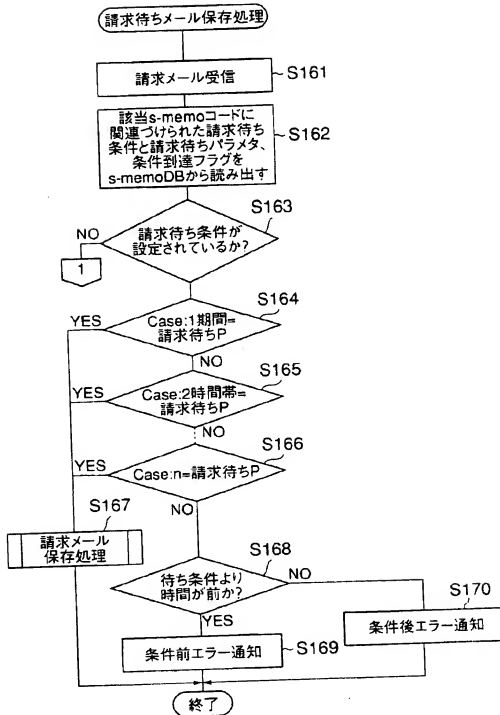 請求待ちメール保存処理
請求メール受信
S161
該当s-memoコードに
関連づけられた請求待ち
条件と請求待ちパラメタ、
条件到達フラグを
s-memoDBから読み出す
S162
S163
NO
請求待ち条件が
設定されているか?
1
S164
YES
Case:1期間=
請求待ちP
NO
S165
YES
Case:2時間帯=
請求待ちP
NO
S166
YES
Case:n=請求待ちP
NO
S167
請求メール
保存処理
S168
待ち条件より
時間が前か?
NO
YES
S170
条件後エラー通知
条件前エラー通知
S169
終了